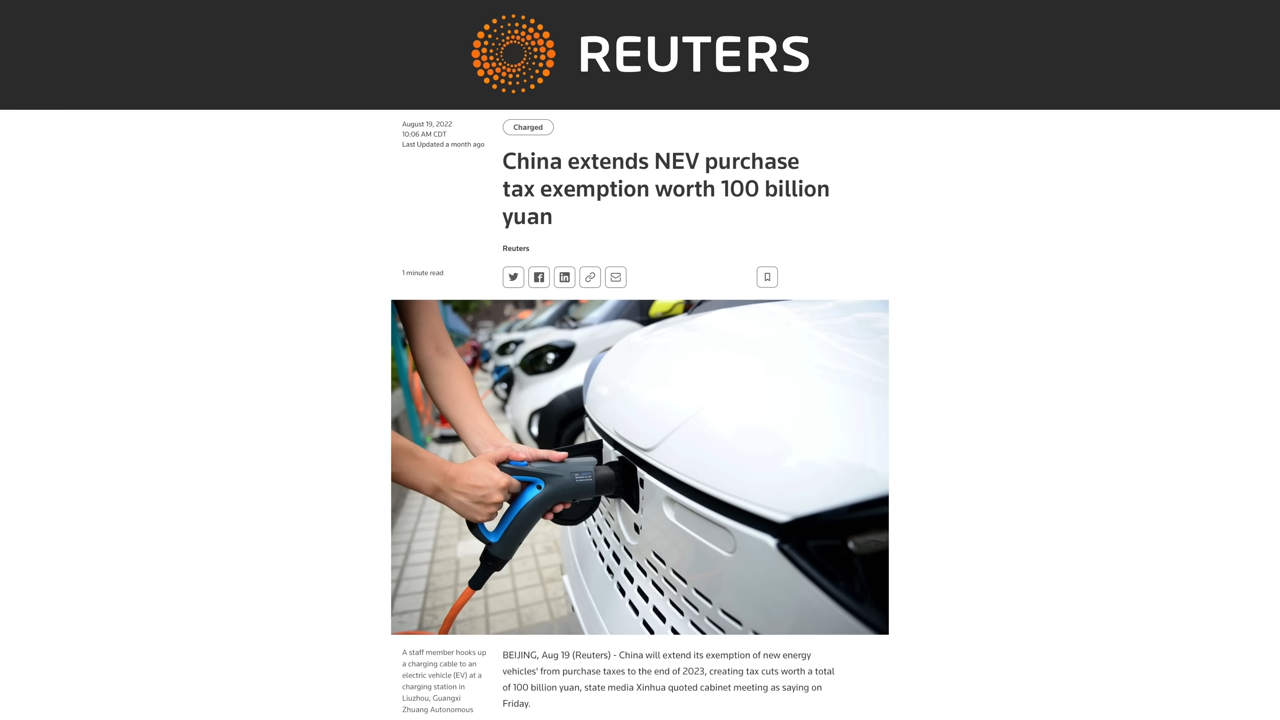 REUTERS
August 19, 2022
10:06 AM CDT
Last Updated a month ago
Charged
China extends NEV purchase
tax exemption worth 100 billion
yuan
Reuters
1 minute read
A staff member hooks up
a charging cable to an
electric vehicle (EV) at a
charging station in
Liuzhou, Guangxi
Zhuang Autonomous
BEIJING, Aug 19 (Reuters) - China will extend its exemption of new energy
vehicles' from purchase taxes to the end of 2023, creating tax cuts worth a total
of 100 billion yuan, state media Xinhua quoted cabinet meeting as saying on
Friday.